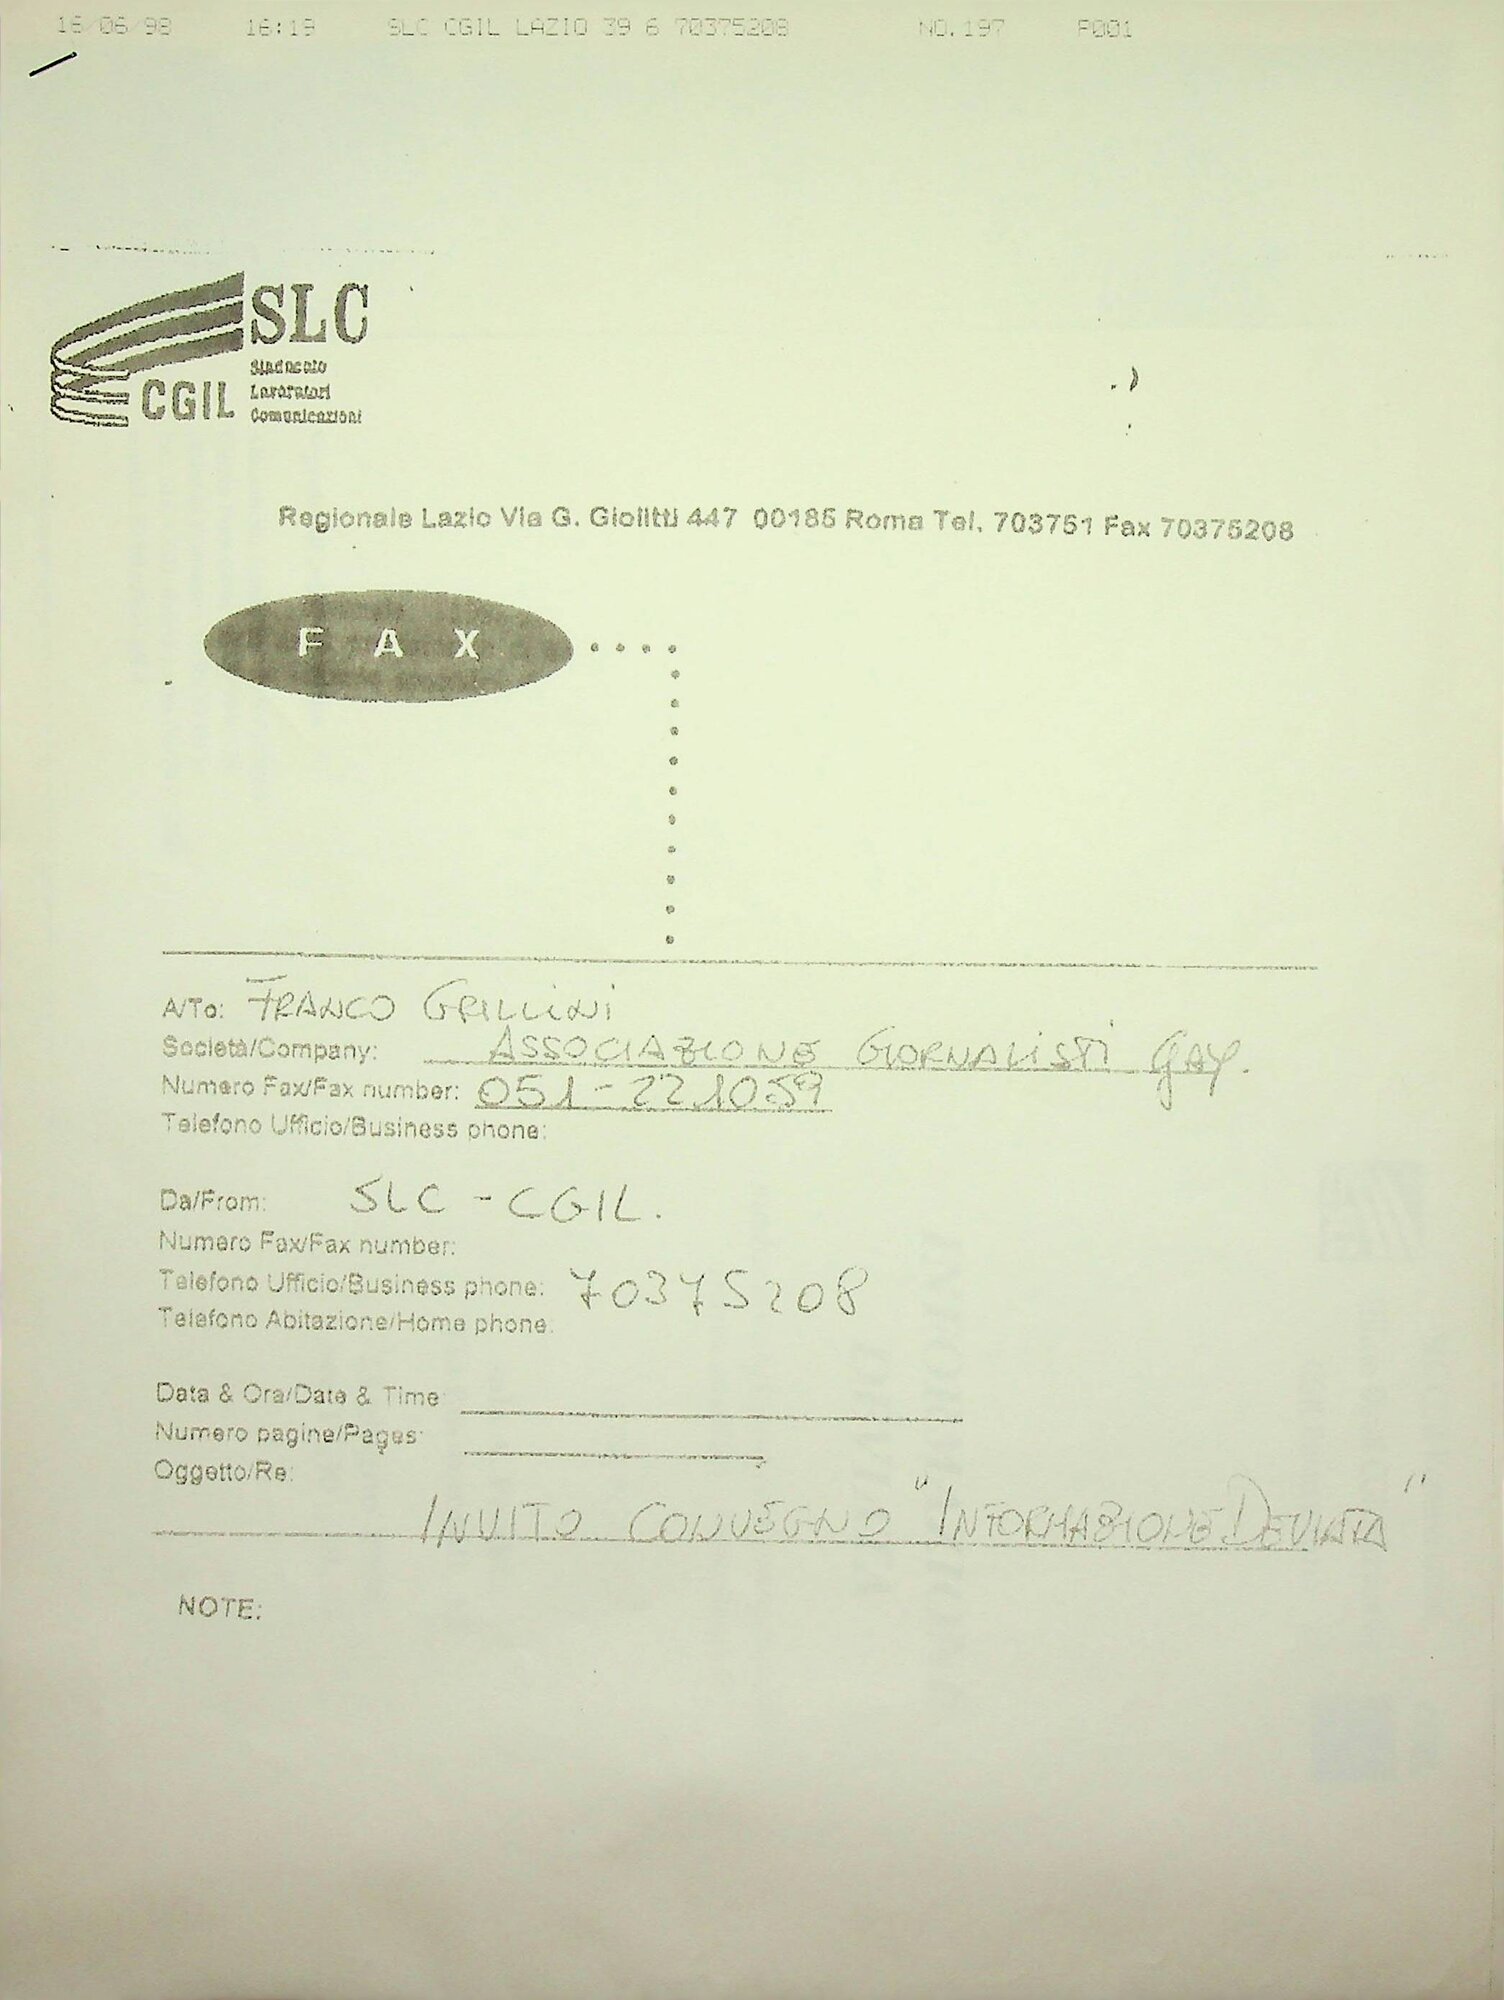 16/06/98 16:19 SLC CGIL LAZIO 39 6 70375208 NO.197 P001
SLC
CGIL
Sindacato
Lavoratori
Comunicazioni
Regionale Lazio Via G. Giolitti 447 00185 Roma Tel. 703751 Fax 70375208
F A X
A/To: FRANCO GRILLINI
Società/Company: ASSOCIAZIONE GIORNALISTI GAY.
Numero Fax/Fax number: 051-221059
Telefono Ufficio/Business phone:
Da/From: SLC - CGIL.
Numero Fax/Fax number:
Telefono Ufficio/Business phone: 70375208
Telefono Abitazione/Home phone:
Data & Ora/Date & Time
Numero pagine/Pages:
Oggetto/Re:
INVITO CONVEGNO "INFORMAZIONE DEVIATA"
NOTE: